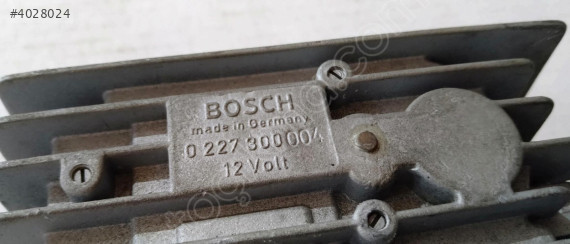 #4028024
BOSCH
made in Germany
0 227 300 004
12 Volt